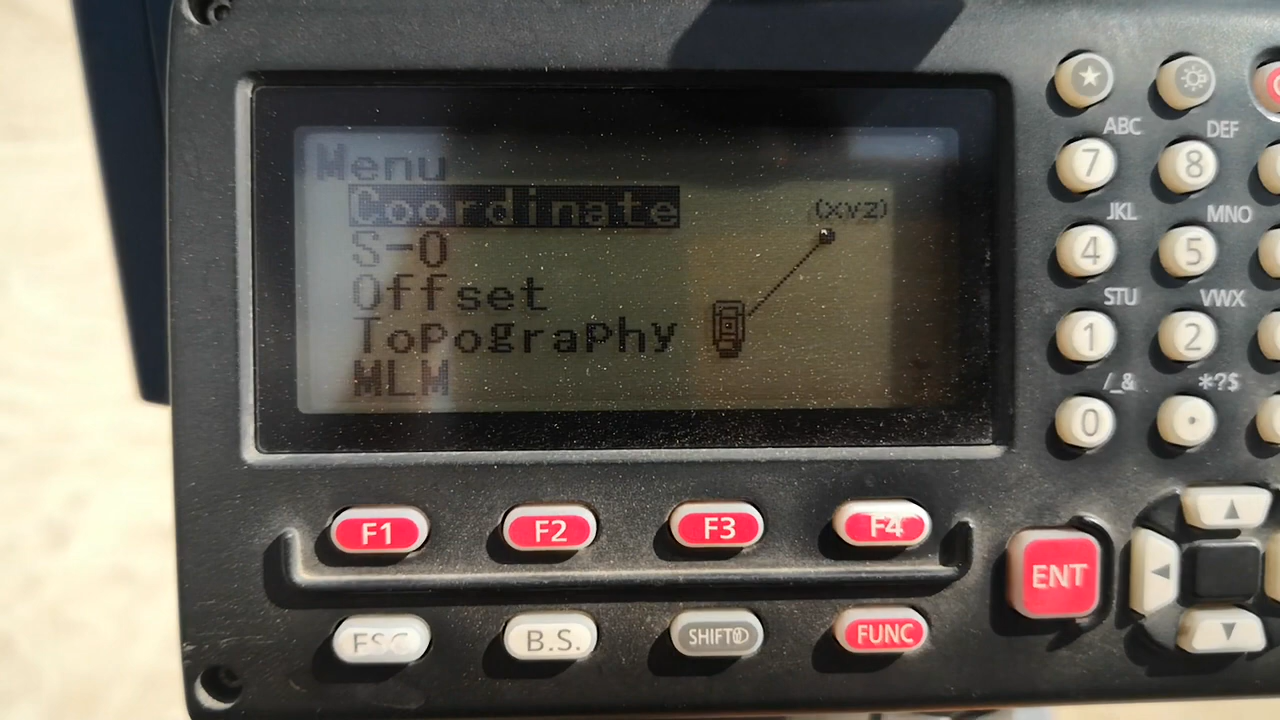 Menu
Coordinate
(xyz)
S-O
Offset
Topography
MLM
ABC
DEF
7
8
JKL
MNO
4
5
STU
VWX
1
2
/_&
*?$
0
.
F1
F2
F3
F4
ENT
ESC
B.S.
SHIFT
FUNC